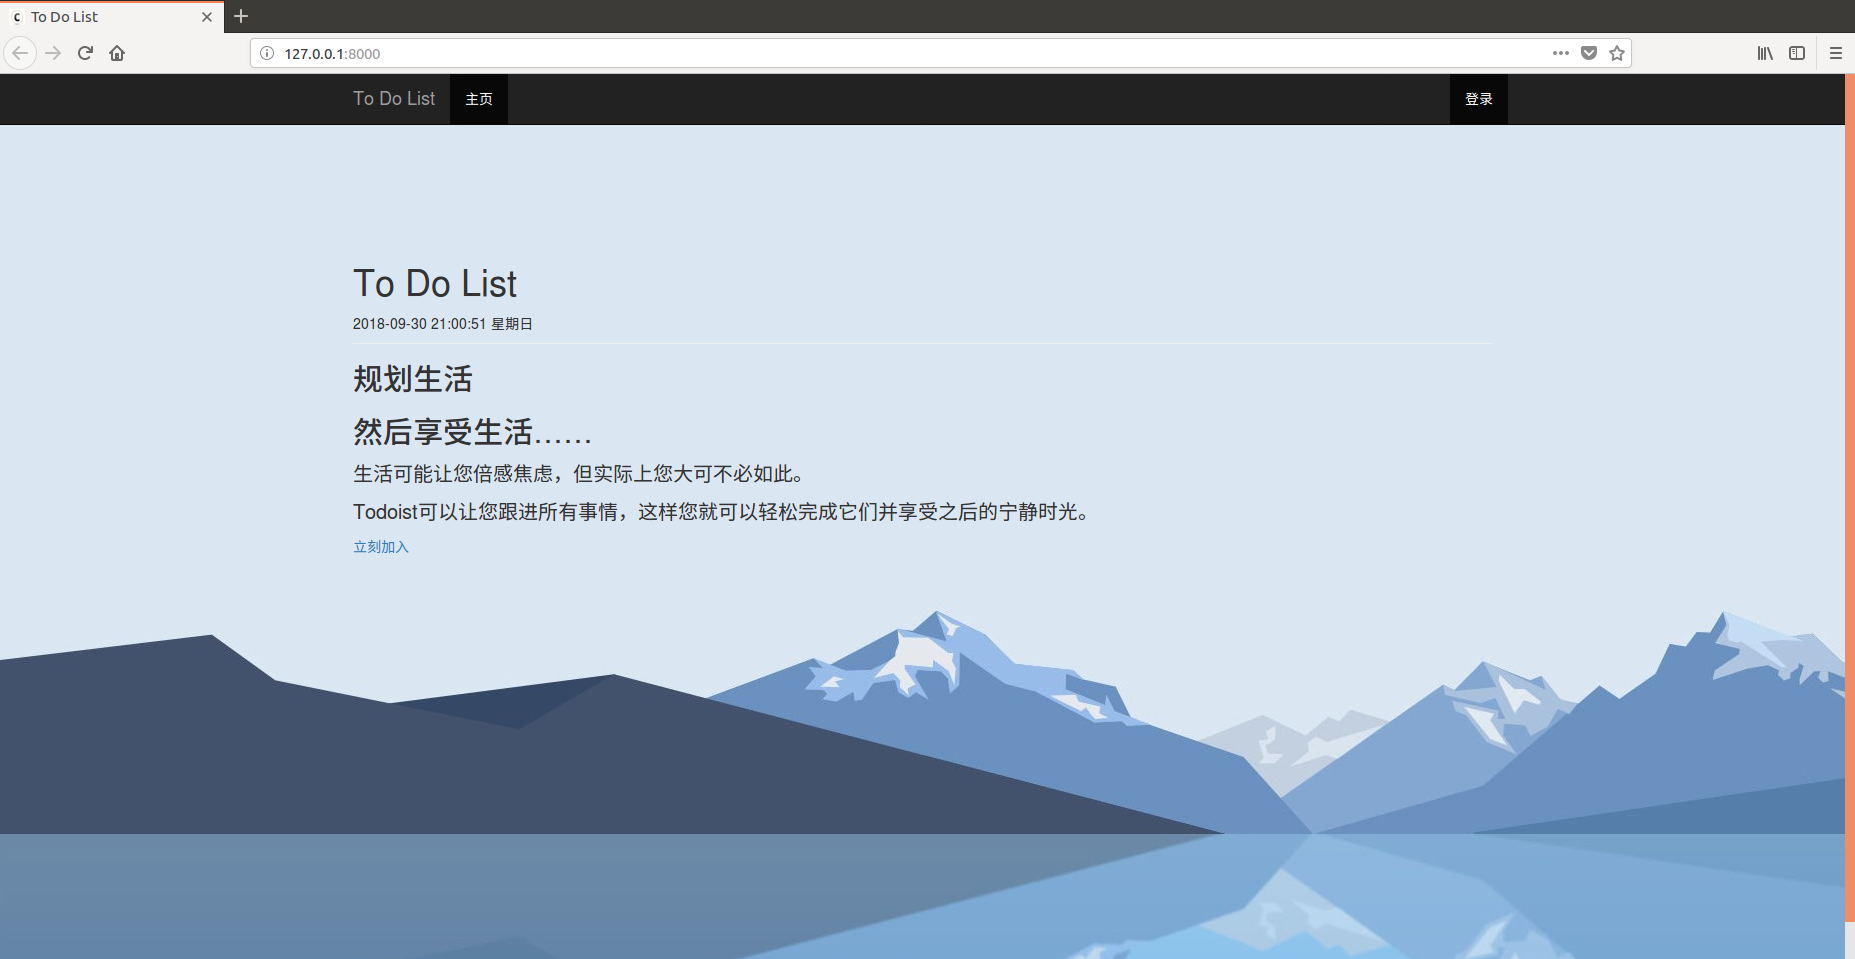 To Do List
127.0.0.1:8000
To Do List 主页 登录
To Do List
2018-09-30 21:00:51 星期日
规划生活
然后享受生活……
生活可能让您倍感焦虑，但实际上您大可不必如此。
Todoist可以让您跟进所有事情，这样您就可以轻松完成它们并享受之后的宁静时光。
立刻加入